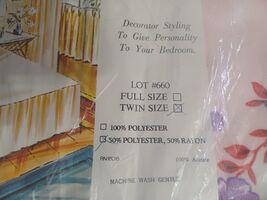 Decorator Styling
To Give Personality
To Your Bedroom.
LOT #660
FULL SIZE
TWIN SIZE
100% POLYESTER
50% POLYESTER, 50% RAYON
100% Acetate
MACHINE WASH GENTLE